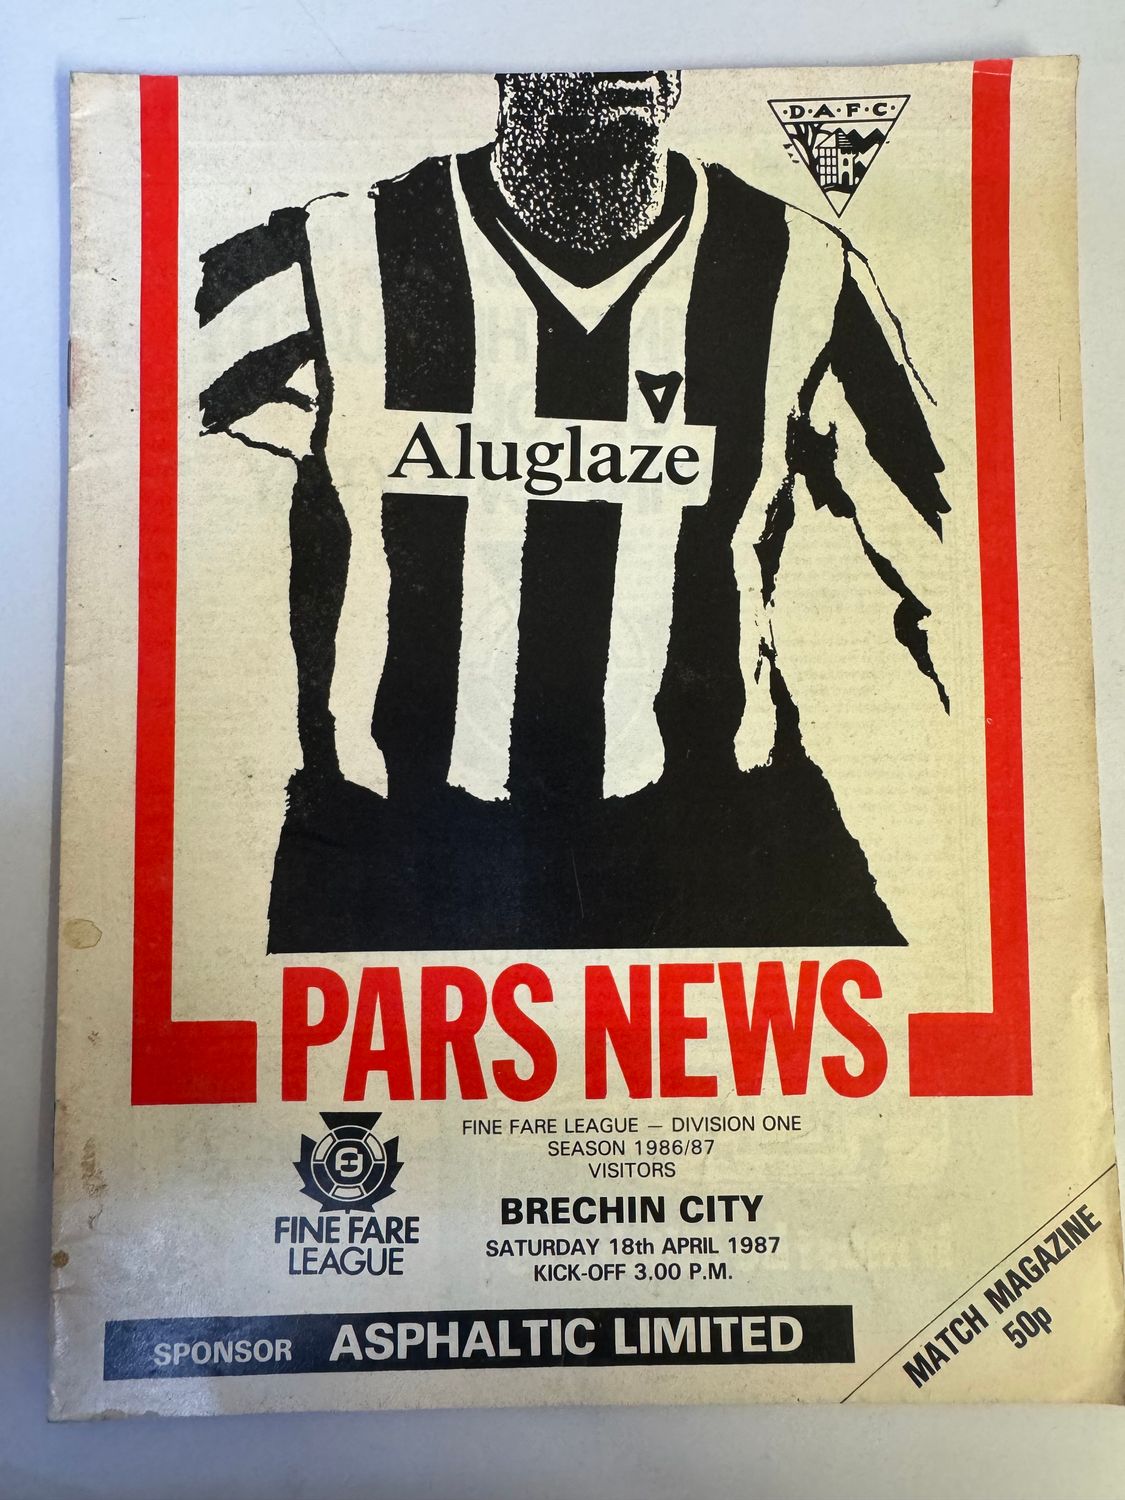 ·D·A·F·C·
Aluglaze
PARS NEWS
FINE FARE LEAGUE — DIVISION ONE
SEASON 1986/87
VISITORS
BRECHIN CITY
SATURDAY 18th APRIL 1987
KICK-OFF 3.00 P.M.
FINE FARE
LEAGUE
SPONSOR ASPHALTIC LIMITED
MATCH MAGAZINE
50p